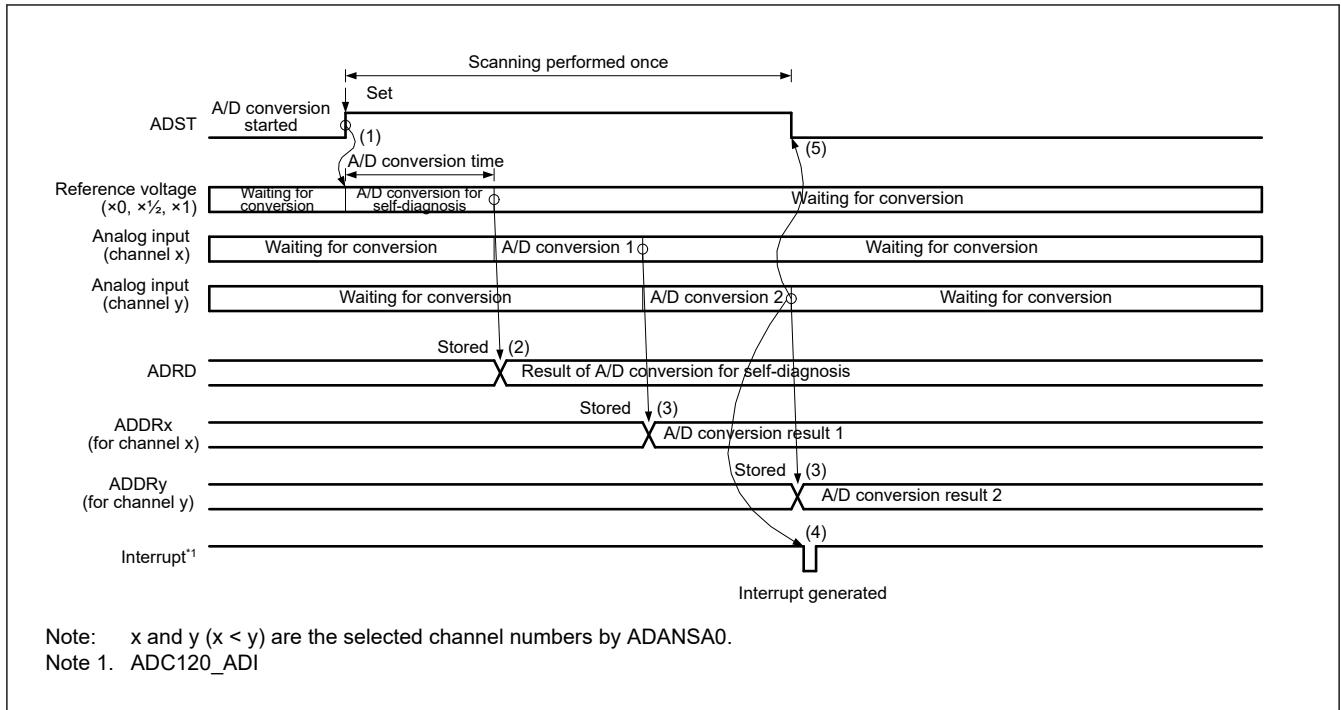 Scanning performed once
Set
A/D conversion
started
ADST
(1)
(5)
A/D conversion time
Reference voltage
(×0, ×½, ×1)
Waiting for
conversion
A/D conversion for
self-diagnosis
Waiting for conversion
Analog input
(channel x)
Waiting for conversion
A/D conversion 1
Waiting for conversion
Analog input
(channel y)
Waiting for conversion
A/D conversion 2
Waiting for conversion
Stored (2)
ADRD
Result of A/D conversion for self-diagnosis
Stored (3)
ADDRx
(for channel x)
A/D conversion result 1
Stored (3)
ADDRy
(for channel y)
A/D conversion result 2
(4)
Interrupt*1
Interrupt generated
Note: x and y (x < y) are the selected channel numbers by ADANSA0.
Note 1. ADC120_ADI